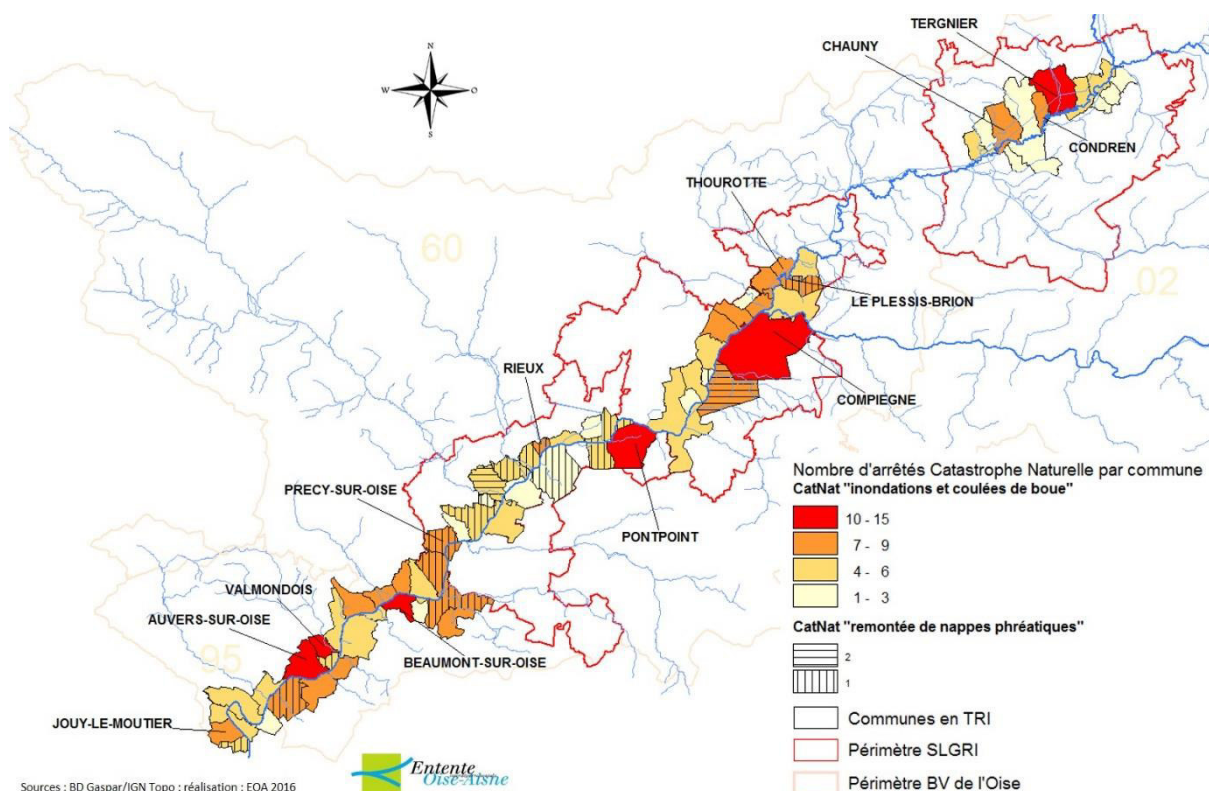 TERGNIER
CHAUNY
N
W
O
S
CONDREN
THOUROTTE
60
02
LE PLESSIS-BRION
RIEUX
COMPIEGNE
PRECY-SUR-OISE
PONTPOINT
VALMONDOIS
AUVERS-SUR-OISE
95
BEAUMONT-SUR-OISE
JOUY-LE-MOUTIER
Nombre d'arrêtés Catastrophe Naturelle par commune
CatNat "inondations et coulées de boue"
10 - 15
7 - 9
4 - 6
1 - 3
CatNat "remontée de nappes phréatiques"
2
1
Communes en TRI
Périmètre SLGRI
Périmètre BV de l'Oise
Entente
Oise-Aisne
Sources : BD Gaspar/IGN Topo ; réalisation : EOA 2016